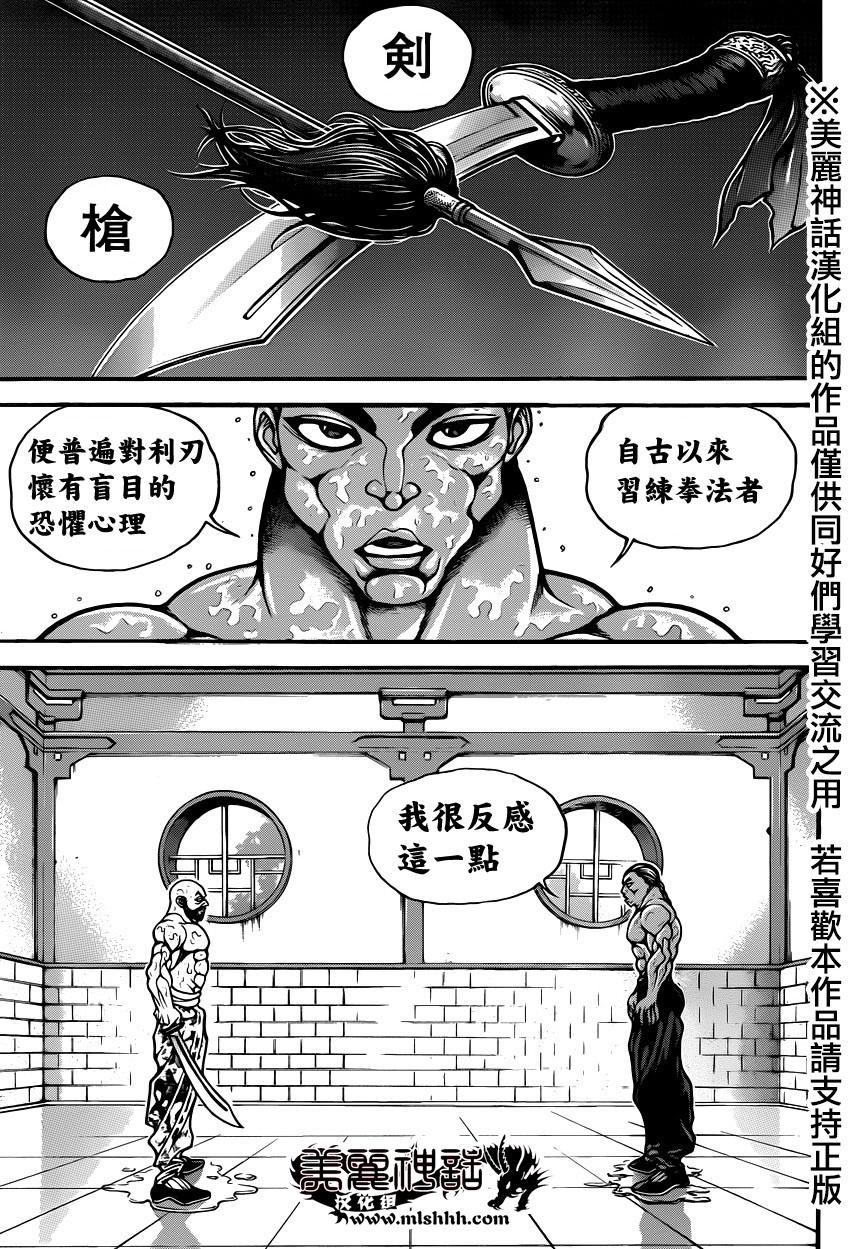 剣
槍
自古以來
習練拳法者
便普遍對利刃
懷有盲目的
恐懼心理
我很反感
這一點
※美麗神話漢化組的作品僅供同好們學習交流之用 若喜歡本作品請支持正版
美麗神話
汉化组
www.mlshhh.com